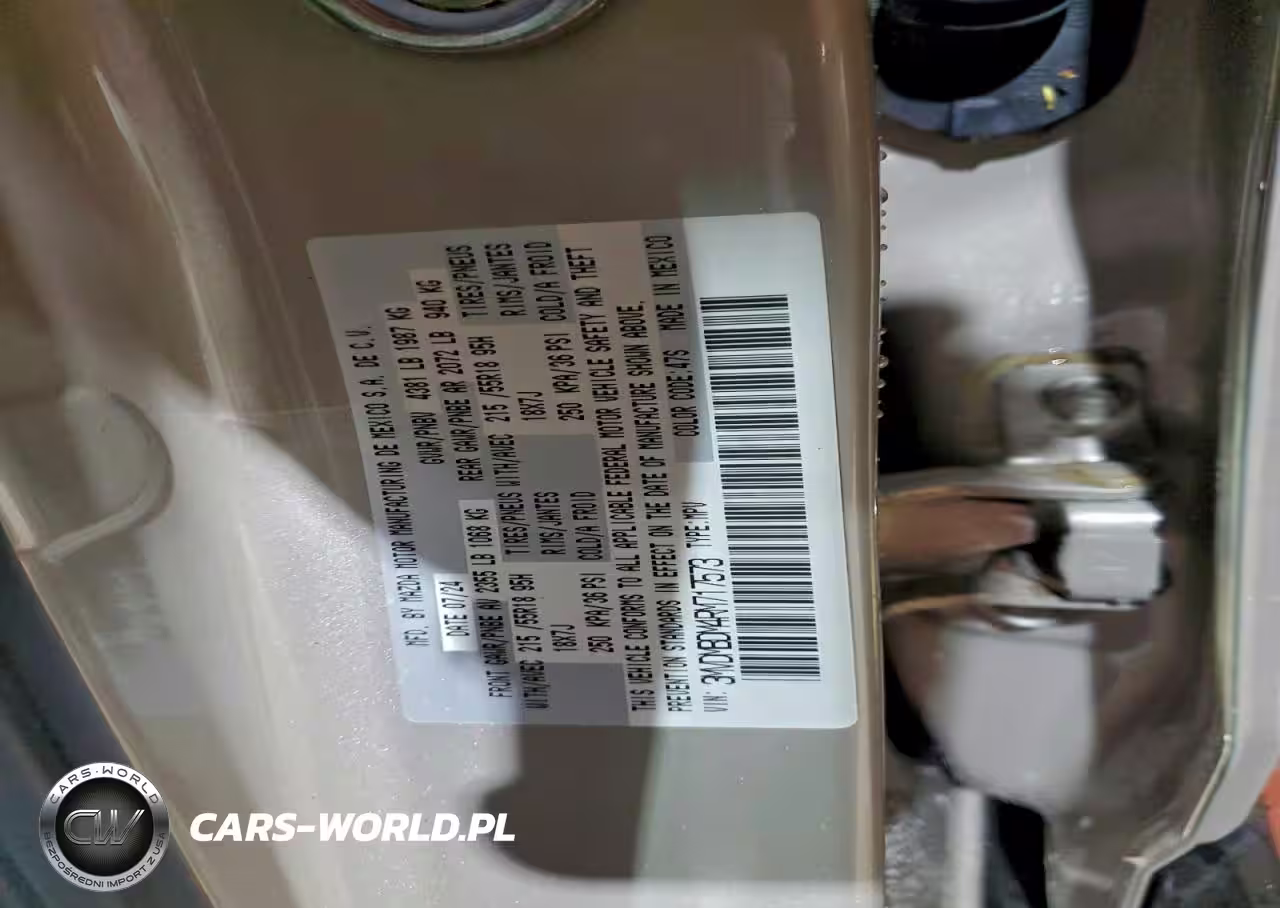 MFD. BY MAZDA MOTOR MANUFACTURING DE MEXICO S.A. DE C.V.
DATE 07/24 GVWR/PNBV 4381 LB 1987 KG
FRONT GAWR/PNBE AV 2355 LB 1068 KG REAR GAWR/PNBE AR 2072 LB 940 KG
WITH/AVEC 215 /55R18 95H TIRES/PNEUS WITH/AVEC 215 /55R18 95H TIRES/PNEUS
18X7J RIMS/JANTES 18X7J RIMS/JANTES
250 KPA/36 PSI COLD/A FROID 250 KPA/36 PSI COLD/A FROID
THIS VEHICLE CONFORMS TO ALL APPLICABLE FEDERAL MOTOR VEHICLE SAFETY AND THEFT
PREVENTION STANDARDS IN EFFECT ON THE DATE OF MANUFACTURE SHOWN ABOVE.
VIN: 3MVDMBDM4RM717573 TYPE:MPV COLOR CODE:47S MADE IN MEXICO
CARS-WORLD
CW
BEZPOŚREDNI IMPORT Z USA
CARS-WORLD.PL